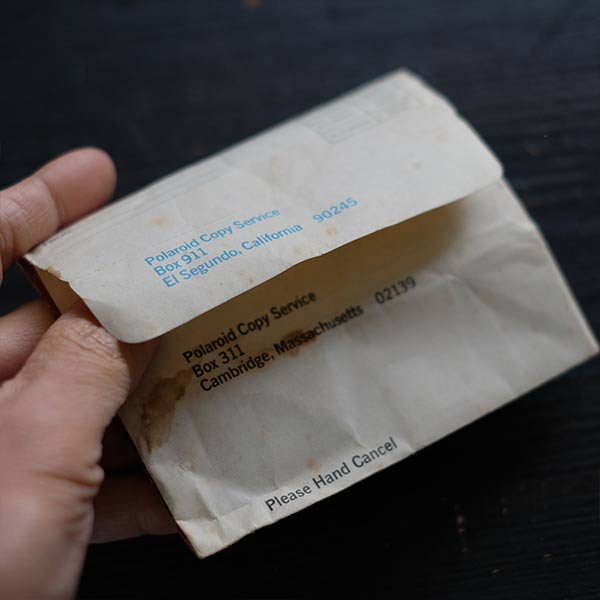 Polaroid Copy Service
Box 911
El Segundo, California 90245
Polaroid Copy Service
Box 311
Cambridge, Massachusetts 02139
Please Hand Cancel